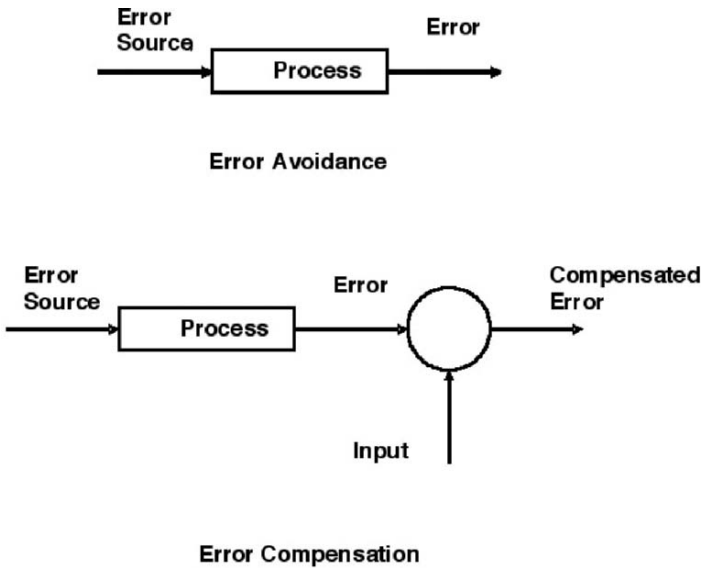 Error
Source
Error
Process
Error Avoidance
Error
Source
Error
Compensated
Error
Process
Input
Error Compensation